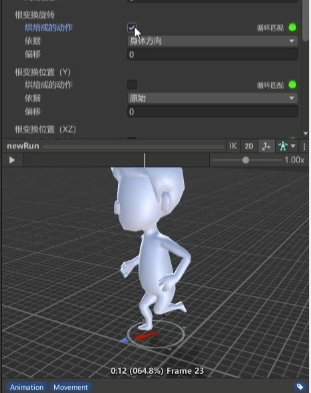 根变换旋转
烘焙成的动作 循环匹配
依据 身体方向
偏移 0
根变换位置 (Y)
烘焙成的动作 循环匹配
依据 原始
偏移 0
根变换位置 (XZ)
newRun IK 2D
1.00x
0:12 (064.8%) Frame 23
Animation Movement